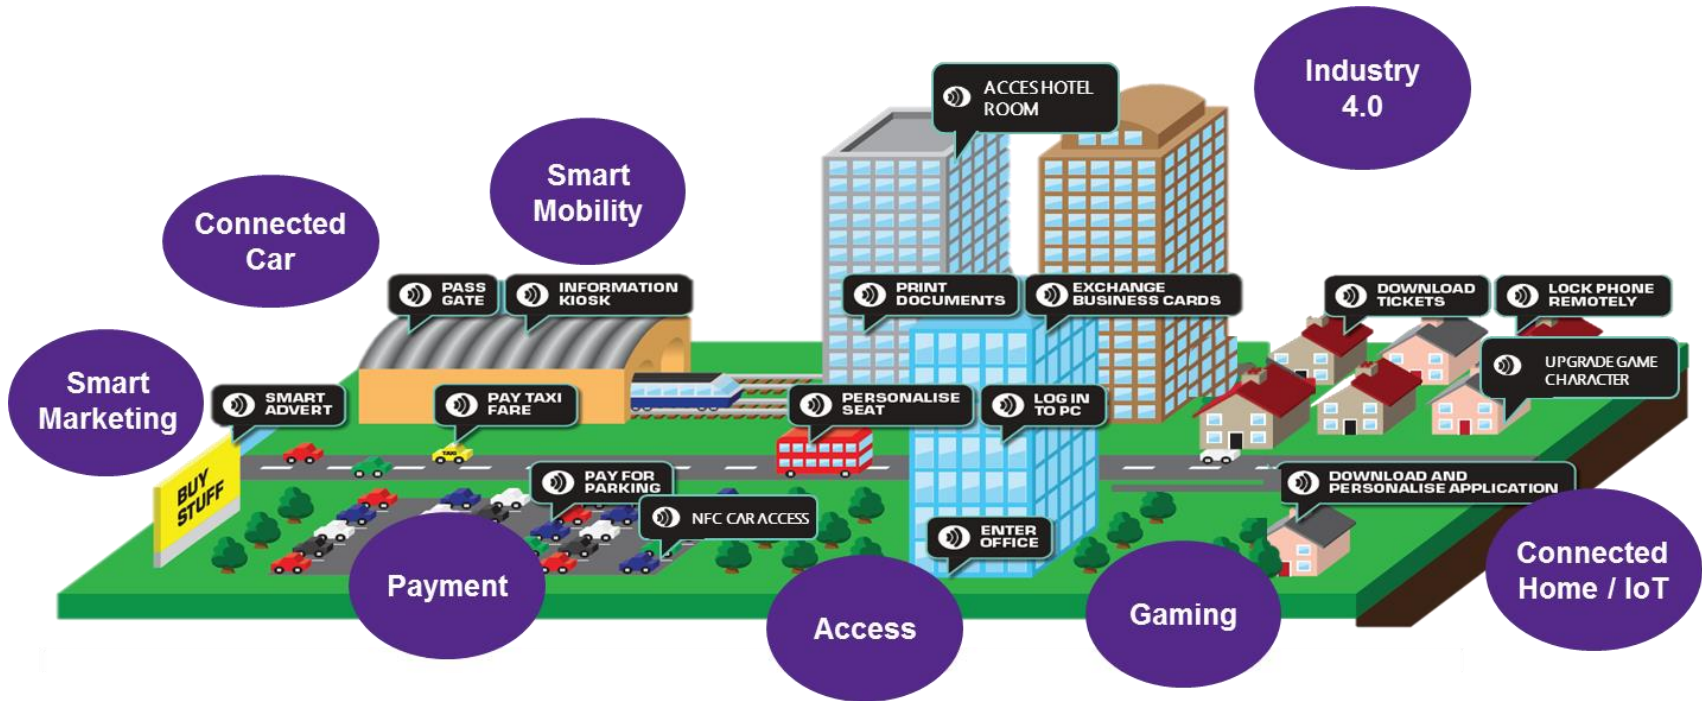 Industry
4.0
ACCES HOTEL
ROOM
Smart
Mobility
Connected
Car
PASS
GATE
INFORMATION
KIOSK
PRINT
DOCUMENTS
EXCHANGE
BUSINESS CARDS
DOWNLOAD
TICKETS
LOCK PHONE
REMOTELY
Smart
Marketing
UPGRADE GAME
CHARACTER
SMART
ADVERT
PAY TAXI
FARE
PERSONALISE
SEAT
LOG IN
TO PC
TAXI
BUY
STUFF
PAY FOR
PARKING
DOWNLOAD AND
PERSONALISE APPLICATION
NFC CAR ACCESS
ENTER
OFFICE
Connected
Home / IoT
Payment
Access
Gaming